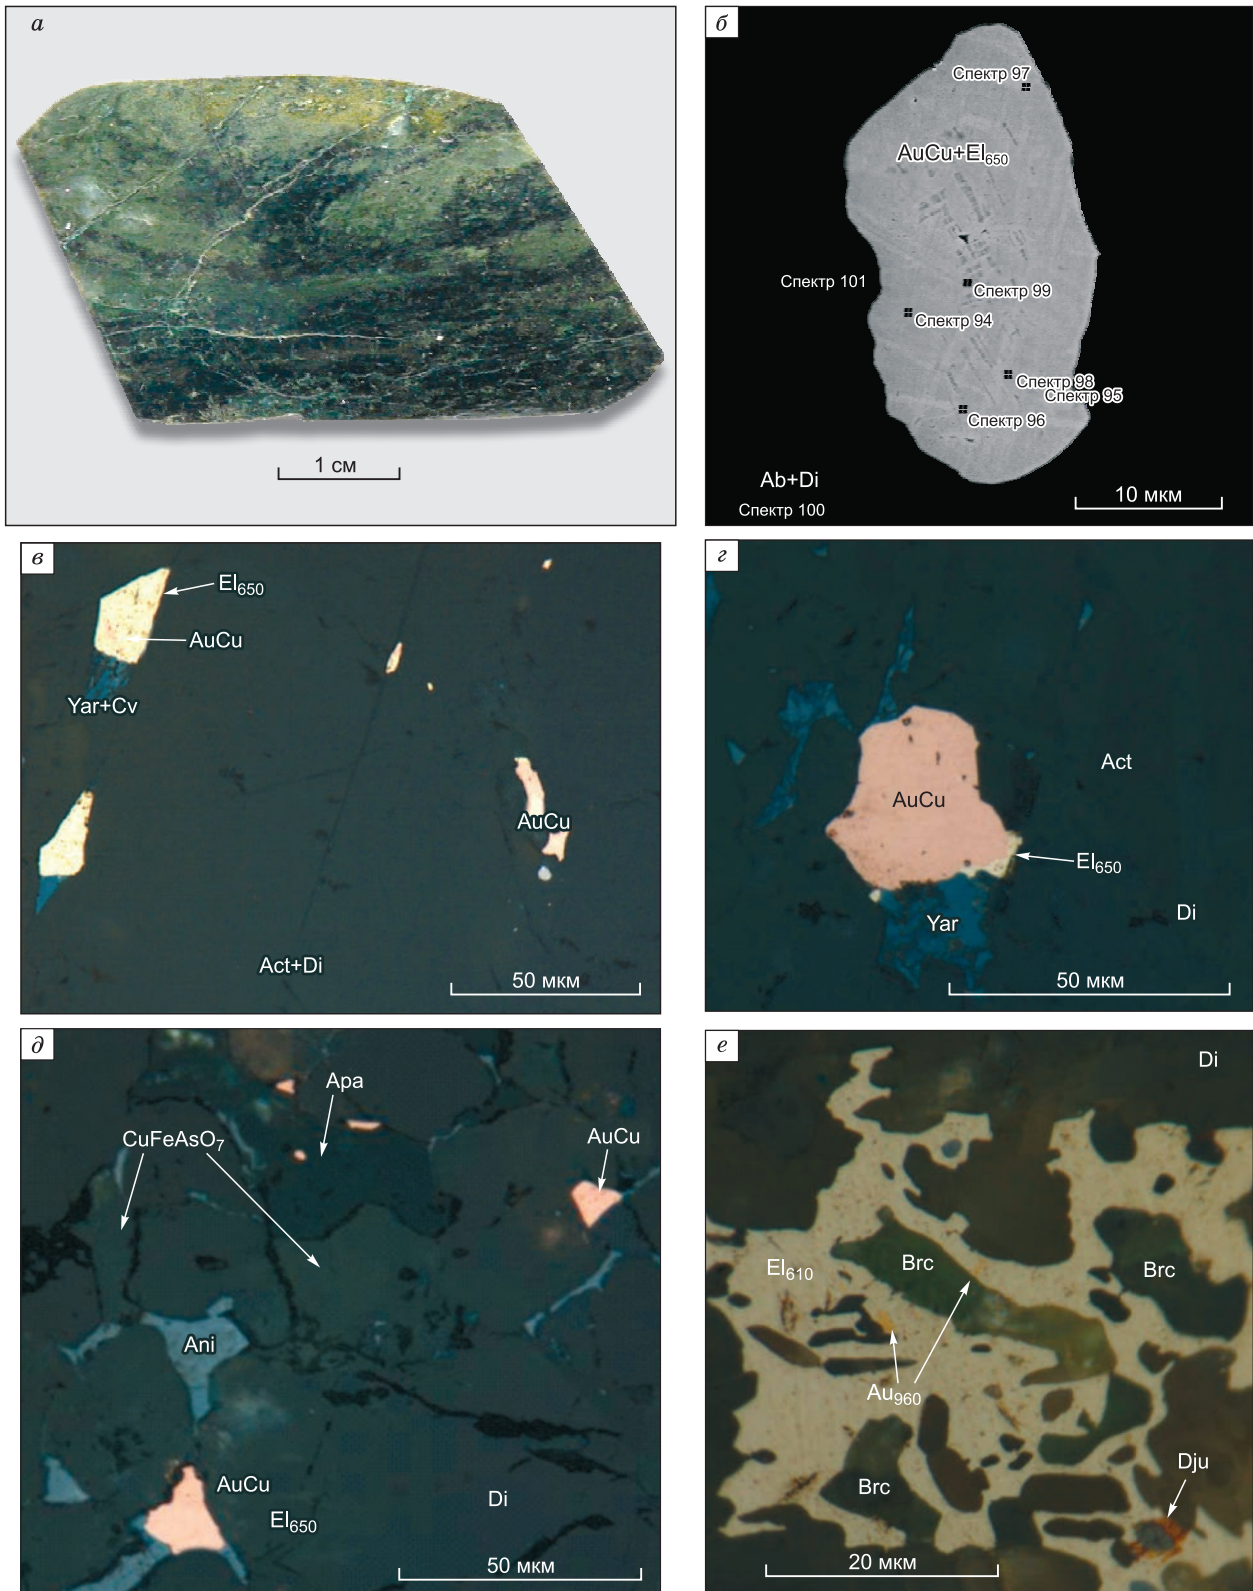 а
1 см
б
Спектр 97
AuCu+El650
Спектр 101
Спектр 99
Спектр 94
Спектр 98
Спектр 95
Спектр 96
Ab+Di
Спектр 100
10 мкм
в
El650
AuCu
Yar+Cv
AuCu
Act+Di
50 мкм
г
Act
AuCu
El650
Di
Yar
50 мкм
д
Apa
CuFeAsO7
AuCu
Ani
AuCu
El650
Di
50 мкм
е
Di
El610
Brc
Brc
Au960
Dju
Brc
20 мкм